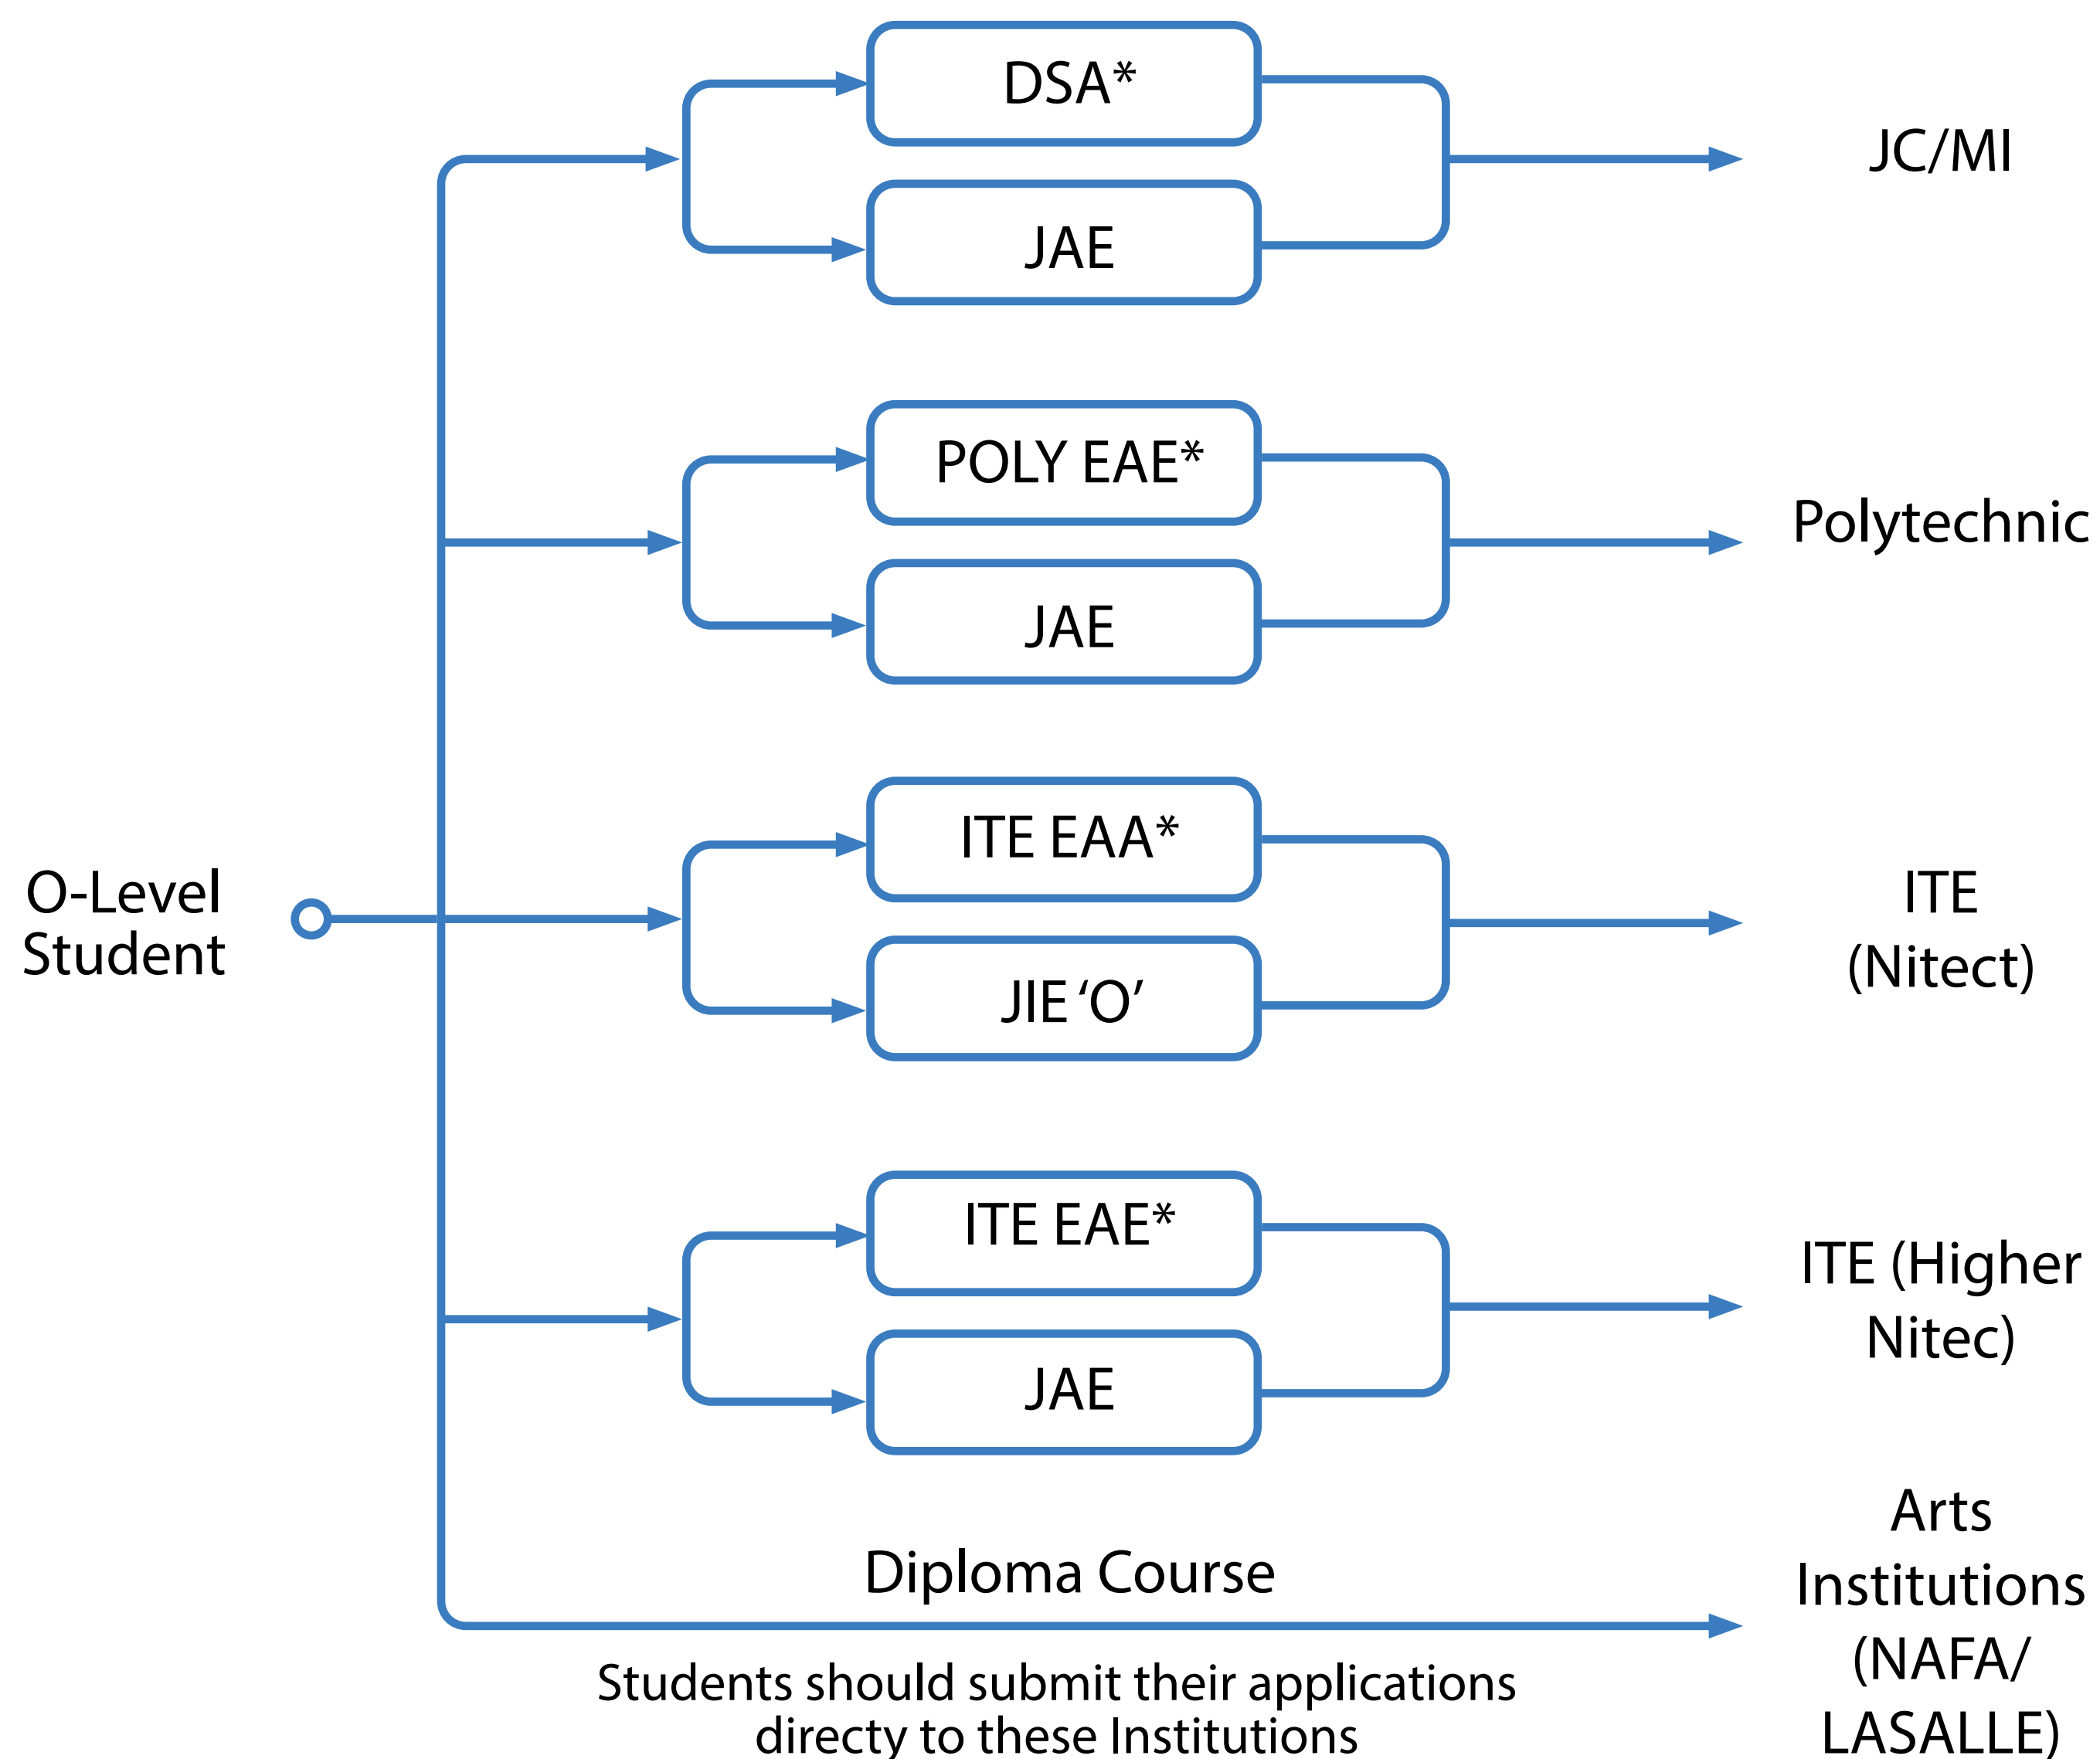 DSA*
JC/MI
JAE
POLY EAE*
Polytechnic
JAE
ITE EAA*
O-Level
Student
ITE
(Nitect)
JIIE ‘O’
ITE EAE*
ITE (Higher
Nitec)
JAE
Diploma Course
Students should submit their applications
directy to these Institutions
Arts
Institutions
(NAFA/
LASALLE)